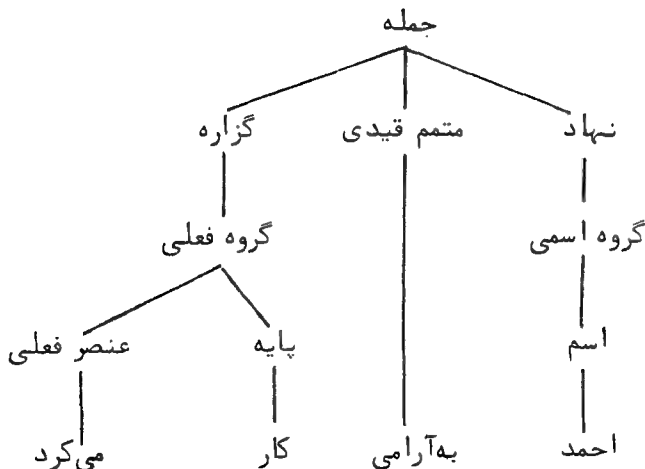 جمله
نهاد متمم قیدی گزاره
گروه اسمی گروه فعلی
اسم پایه عنصر فعلی
احمد به‌آرامی کار می‌کرد